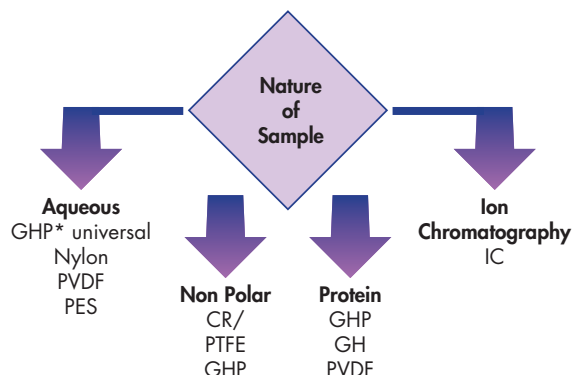 Nature
of
Sample
Aqueous
GHP* universal
Nylon
PVDF
PES
Non Polar
CR/
PTFE
GHP
Protein
GHP
GH
PVDF
Ion
Chromatography
IC